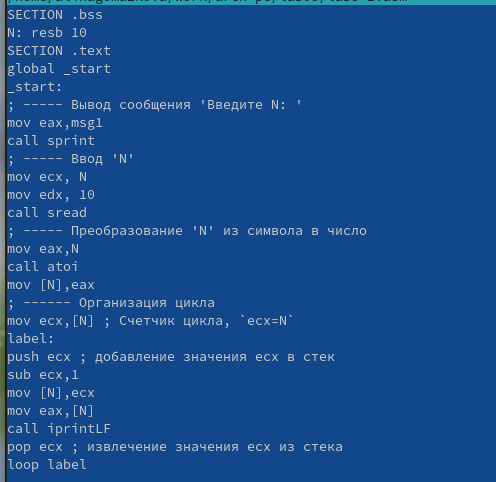 SECTION .bss
N: resb 10
SECTION .text
global _start
_start:
; ----- Вывод сообщения 'Введите N: '
mov eax,msg1
call sprint
; ----- Ввод 'N'
mov ecx, N
mov edx, 10
call sread
; ----- Преобразование 'N' из символа в число
mov eax,N
call atoi
mov [N],eax
; ------ Организация цикла
mov ecx,[N] ; Счетчик цикла, `ecx=N`
label:
push ecx ; добавление значения ecx в стек
sub ecx,1
mov [N],ecx
mov eax,[N]
call iprintLF
pop ecx ; извлечение значения ecx из стека
loop label